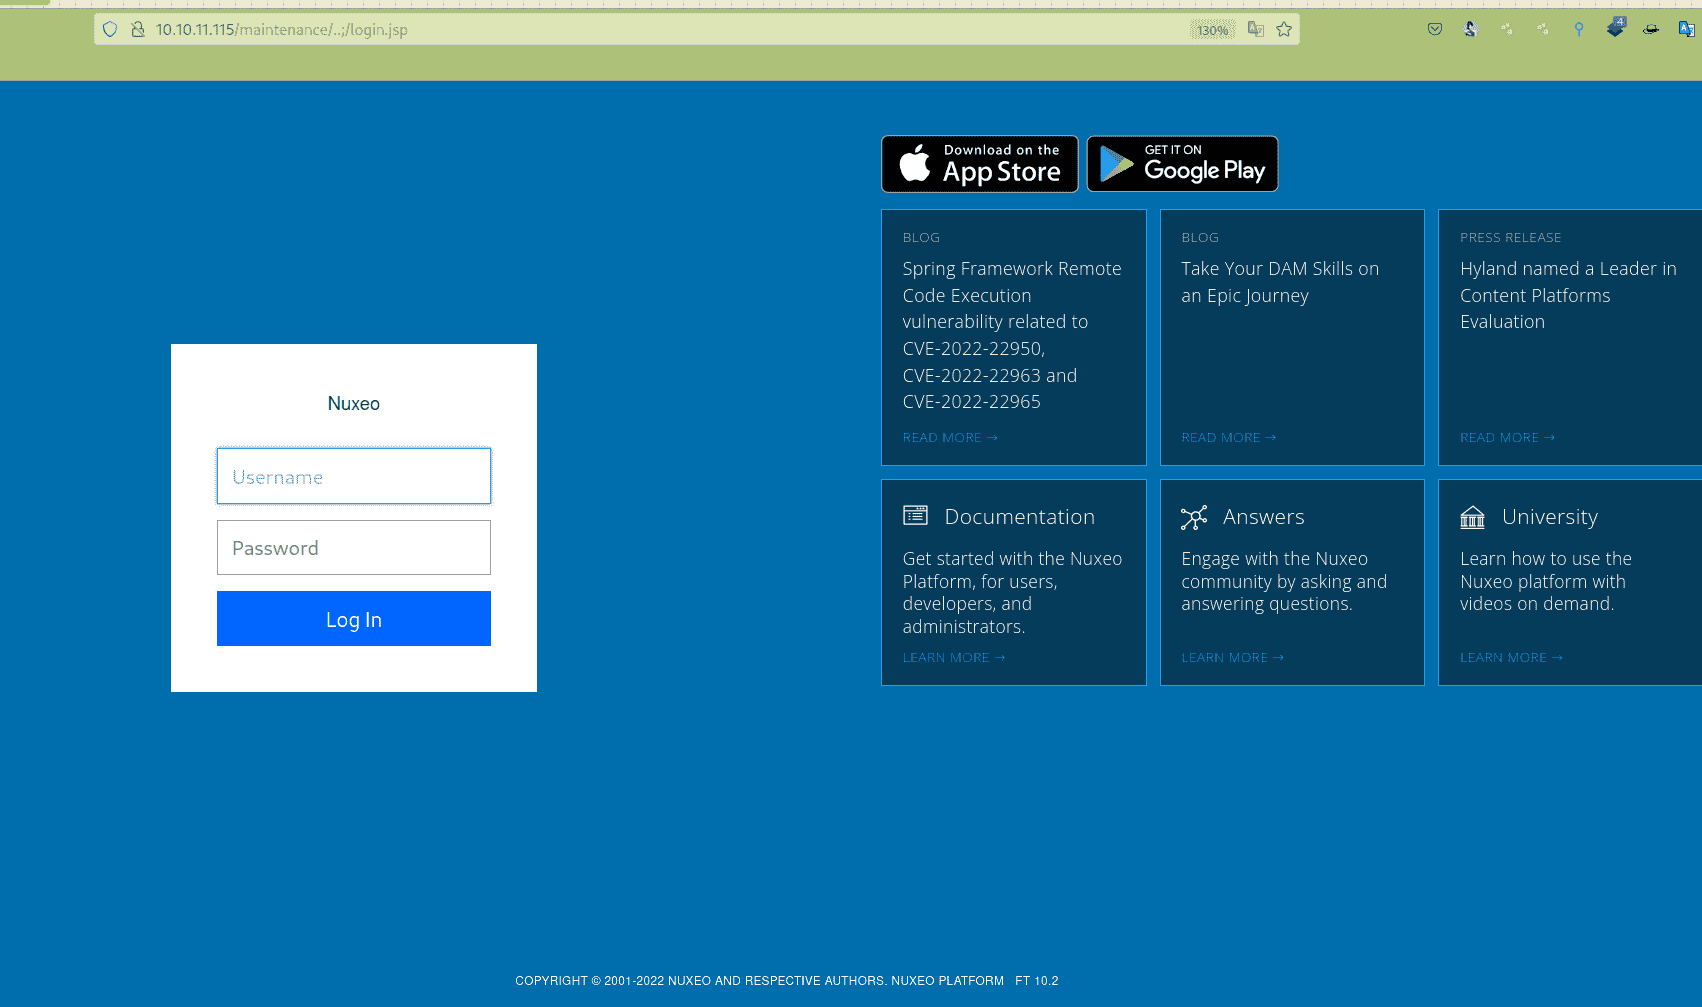 10.10.11.115/maintenance/..;/login.jsp
130%
4
Download on the
App Store
GET IT ON
Google Play
BLOG
Spring Framework Remote
Code Execution
vulnerability related to
CVE-2022-22950,
CVE-2022-22963 and
CVE-2022-22965
READ MORE →
BLOG
Take Your DAM Skills on
an Epic Journey
READ MORE →
PRESS RELEASE
Hyland named a Leader in
Content Platforms
Evaluation
READ MORE →
Nuxeo
Username
Password
Log In
Documentation
Get started with the Nuxeo
Platform, for users,
developers, and
administrators.
LEARN MORE →
Answers
Engage with the Nuxeo
community by asking and
answering questions.
LEARN MORE →
University
Learn how to use the
Nuxeo platform with
videos on demand.
LEARN MORE →
COPYRIGHT © 2001-2022 NUXEO AND RESPECTIVE AUTHORS. NUXEO PLATFORM FT 10.2